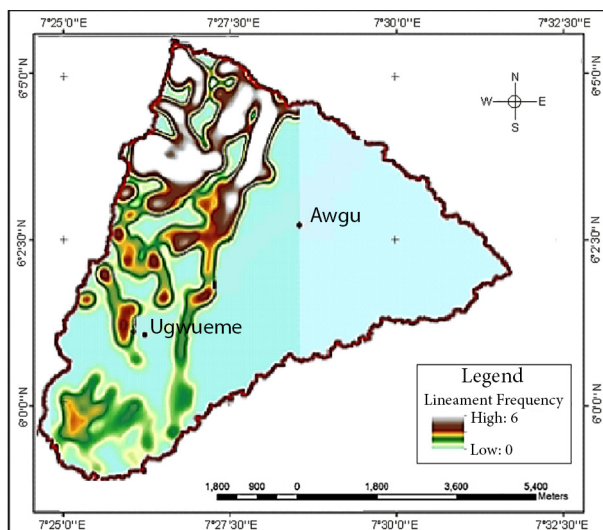 7°25'0''E 7°27'30''E 7°30'0''E 7°32'30''E
6°5'0''N 6°5'0''N
N
W E
S
Awgu
6°2'30''N 6°2'30''N
Ugwueme
Legend
Lineament Frequency
High: 6
Low: 0
6°0'0''N 6°0'0''N
1,800 900 0 1,800 3,600 5,400
Meters
7°25'0''E 7°27'30''E 7°30'0''E 7°32'30''E